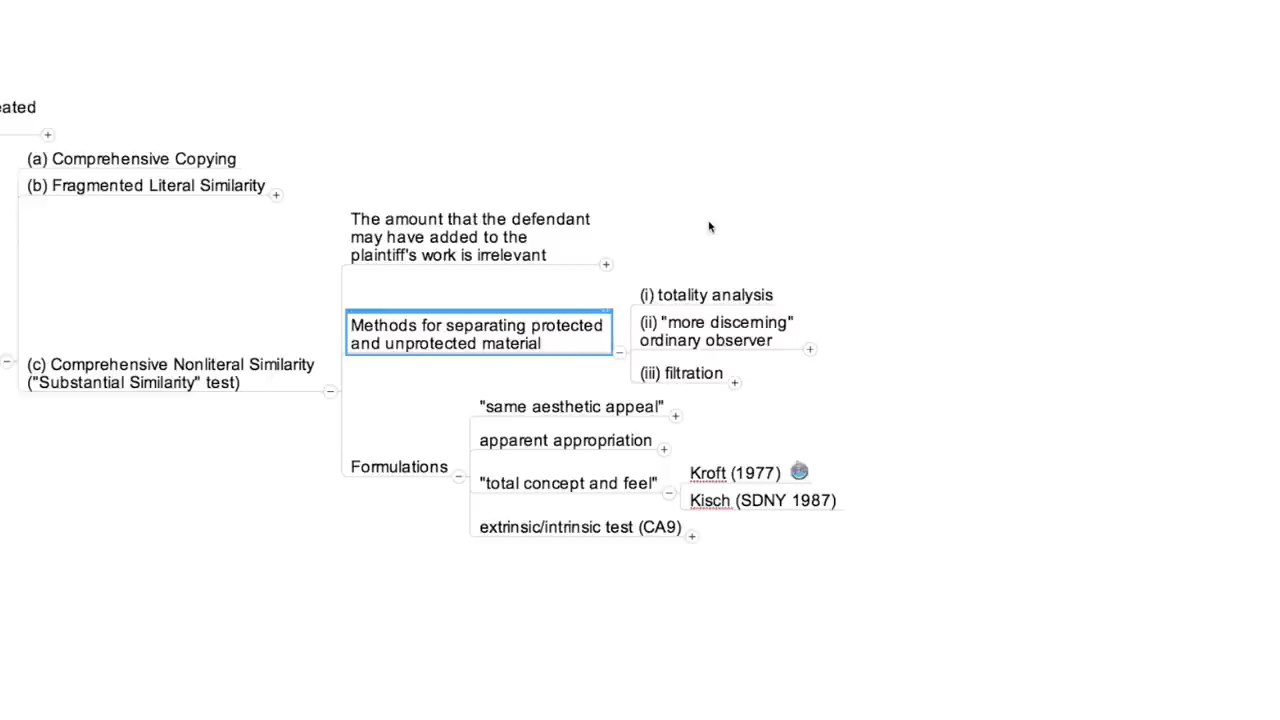 eated
(a) Comprehensive Copying
(b) Fragmented Literal Similarity
The amount that the defendant
may have added to the
plaintiff's work is irrelevant
(i) totality analysis
Methods for separating protected
and unprotected material
(ii) "more discerning"
ordinary observer
(iii) filtration
(c) Comprehensive Nonliteral Similarity
("Substantial Similarity" test)
"same aesthetic appeal"
apparent appropriation
Formulations
"total concept and feel"
Kroft (1977)
Kisch (SDNY 1987)
extrinsic/intrinsic test (CA9)